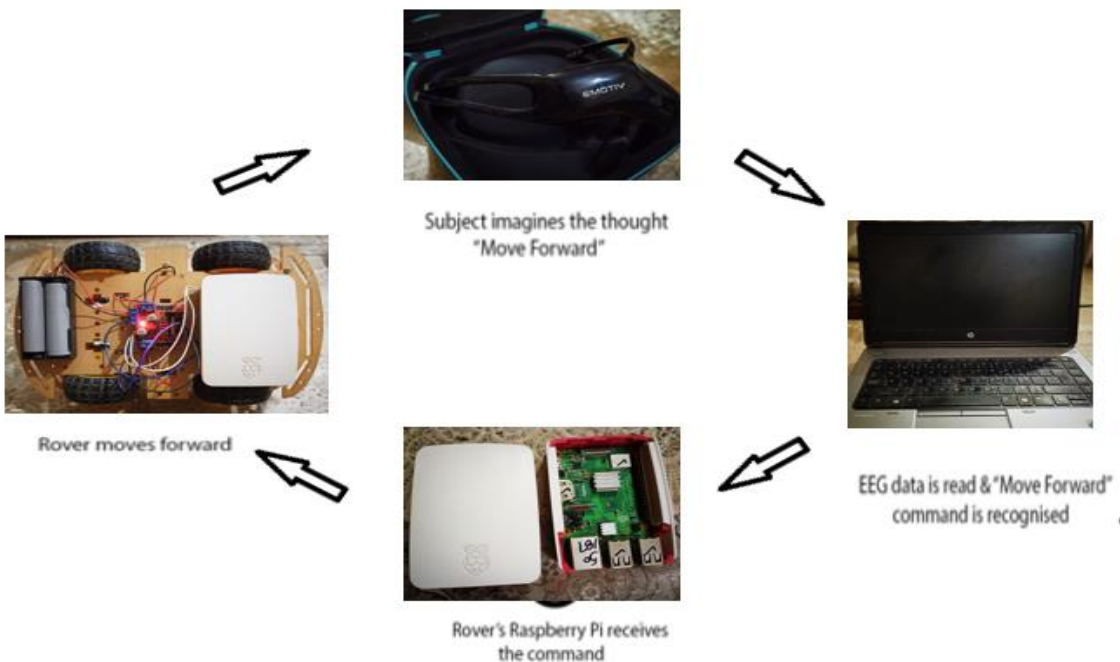 EMOTIV
Subject imagines the thought
"Move Forward"
EEG data is read & "Move Forward"
command is recognised
Rover's Raspberry Pi receives
the command
Rover moves forward